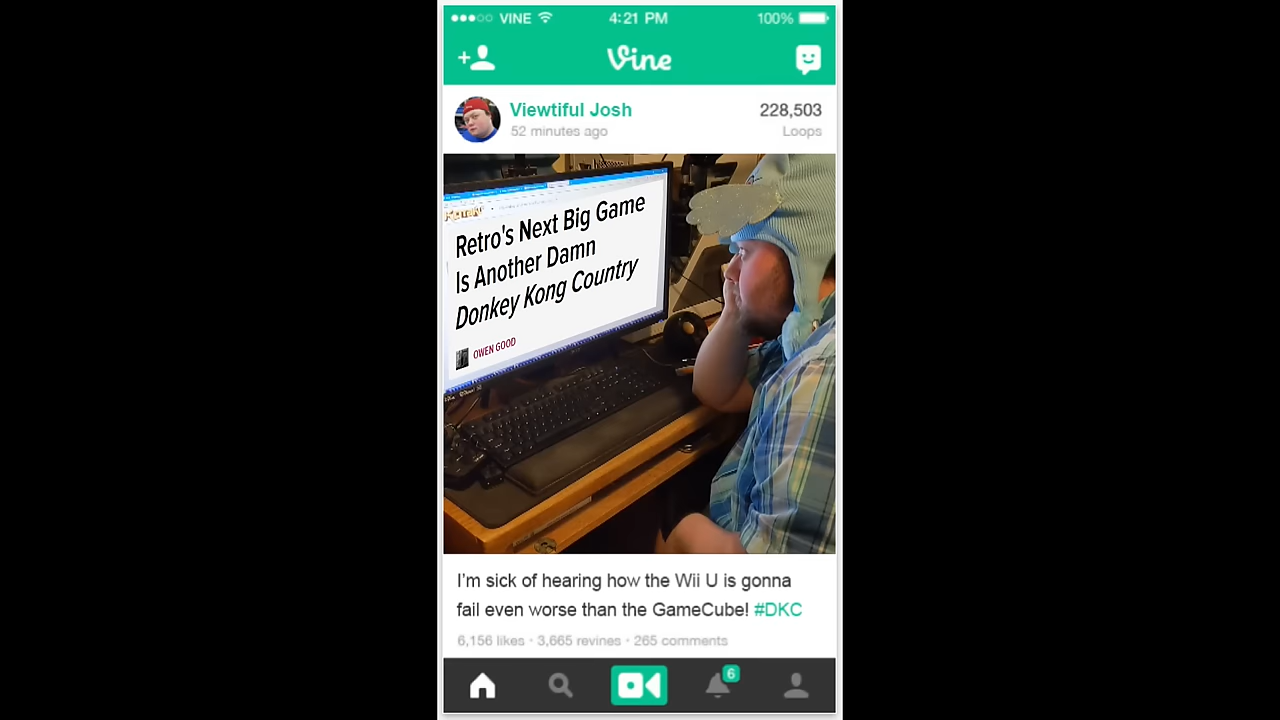 VINE 4:21 PM 100%
Vine
Viewtiful Josh 228,503
52 minutes ago Loops
Retro's Next Big Game
Is Another Damn
Donkey Kong Country
OWEN GOOD
I'm sick of hearing how the Wii U is gonna
fail even worse than the GameCube! #DKC
6,156 likes · 3,665 revines · 265 comments
6